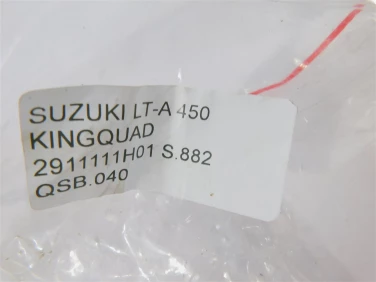 SUZUKI LT-A 450
KINGQUAD
2911111H01 S.882
QSB.040